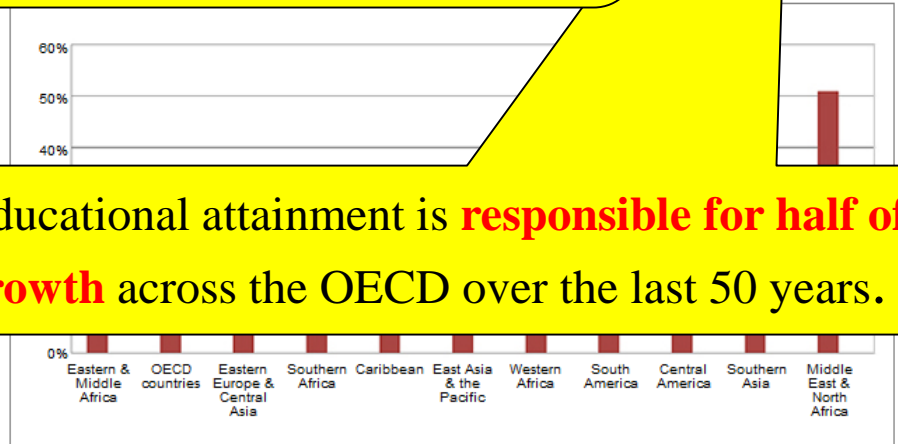 60%
50%
40%
educational attainment is responsible for half of
growth across the OECD over the last 50 years.
0%
Eastern & Middle Africa
OECD countries
Eastern Europe & Central Asia
Southern Africa
Caribbean
East Asia & the Pacific
Western Africa
South America
Central America
Southern Asia
Middle East & North Africa